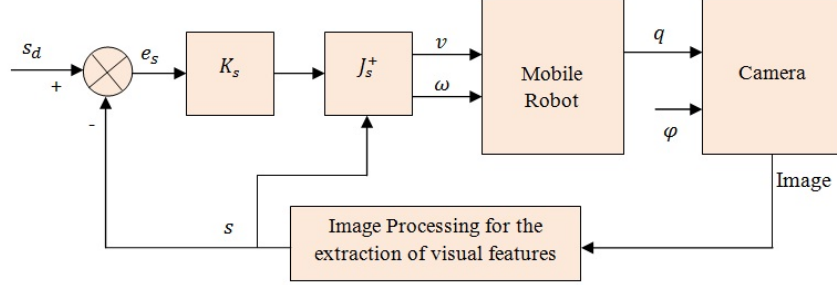 s_d
+
-
e_s
K_s
J_s^+
v
ω
Mobile
Robot
q
φ
Camera
Image
s
Image Processing for the
extraction of visual features